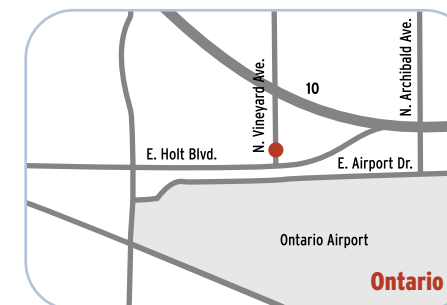 N. Vineyard Ave.
10
N. Archibald Ave.
E. Holt Blvd.
E. Airport Dr.
Ontario Airport
Ontario